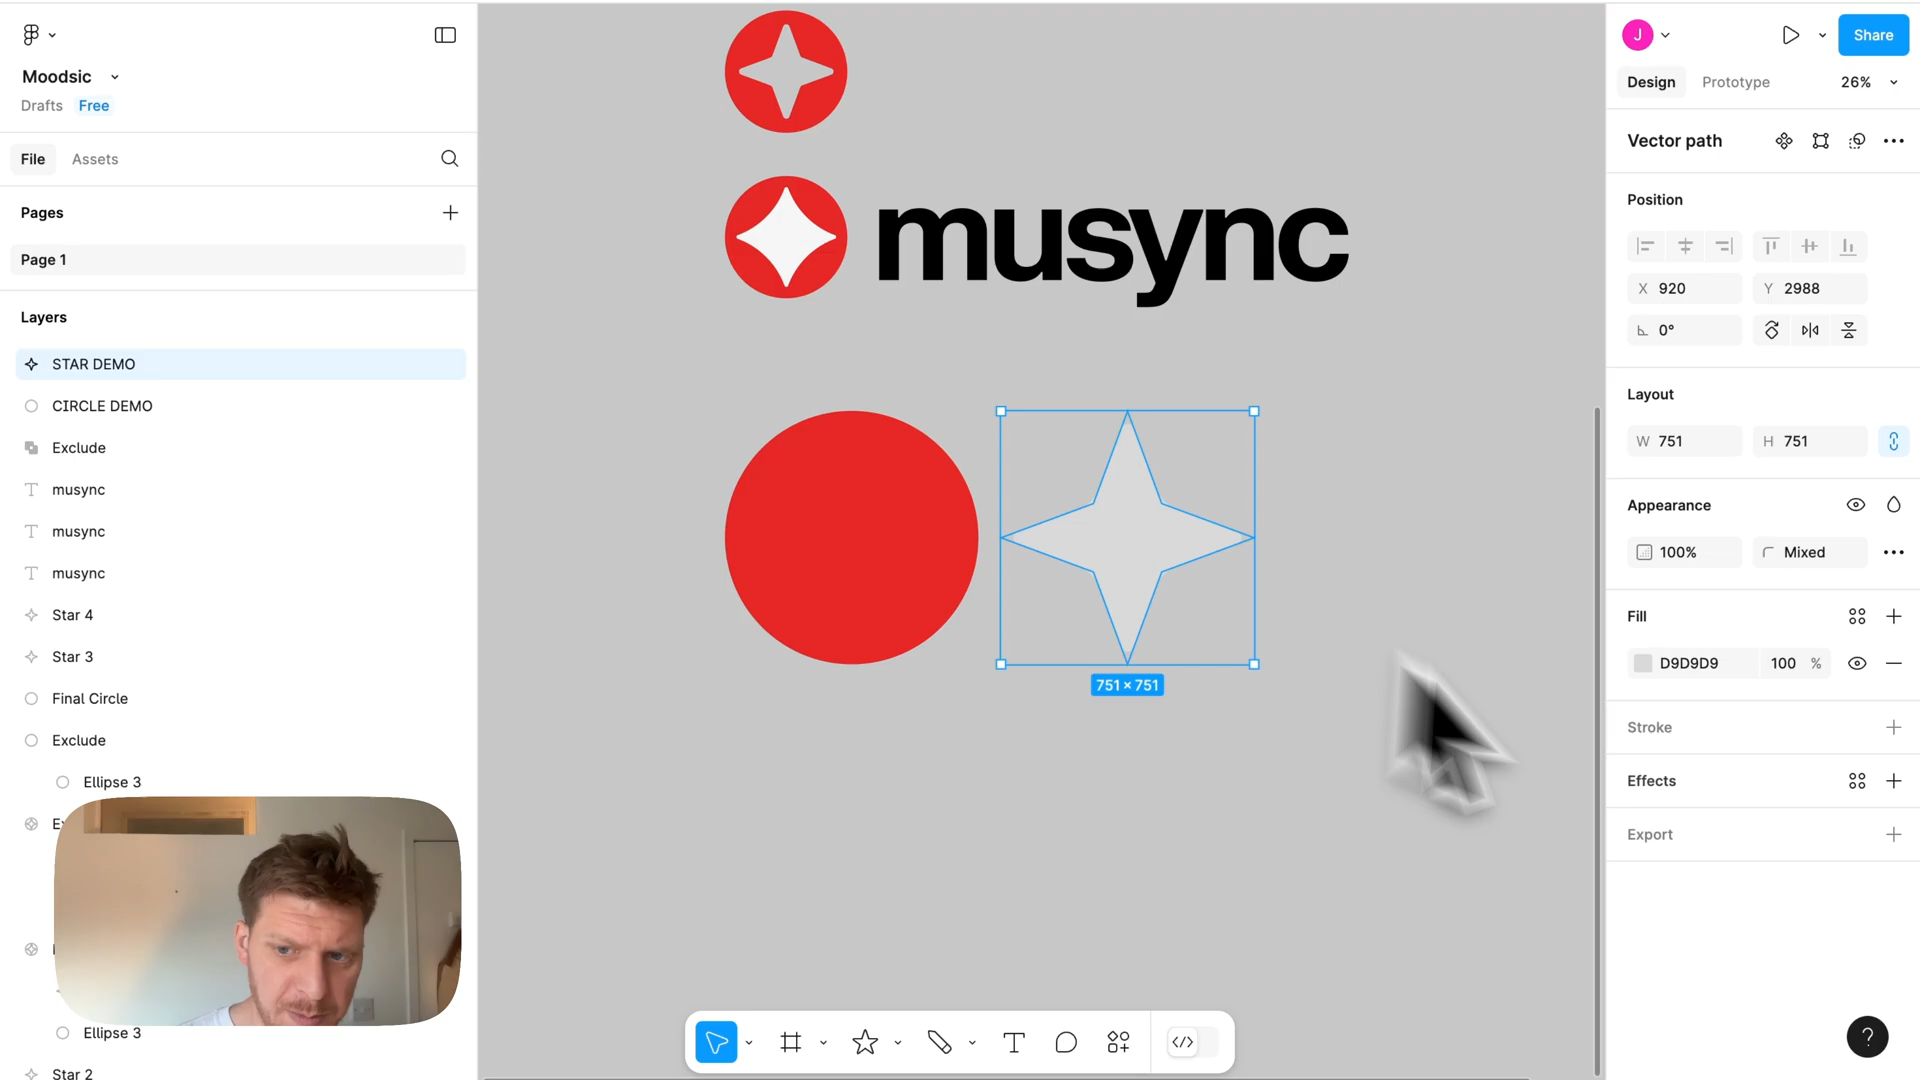 J
Share
Moodsic
Drafts Free
Design Prototype 26%
Vector path
File Assets
Position
Pages
Page 1
X 920 Y 2988
Layers
0°
STAR DEMO
CIRCLE DEMO
Exclude
musync
musync
musync
Star 4
Star 3
Final Circle
Exclude
Ellipse 3
Ellipse 3
Star 2
musync
751 × 751
Layout
W 751 H 751
Appearance
100% Mixed
Fill
D9D9D9 100 %
Stroke
Effects
Export
?